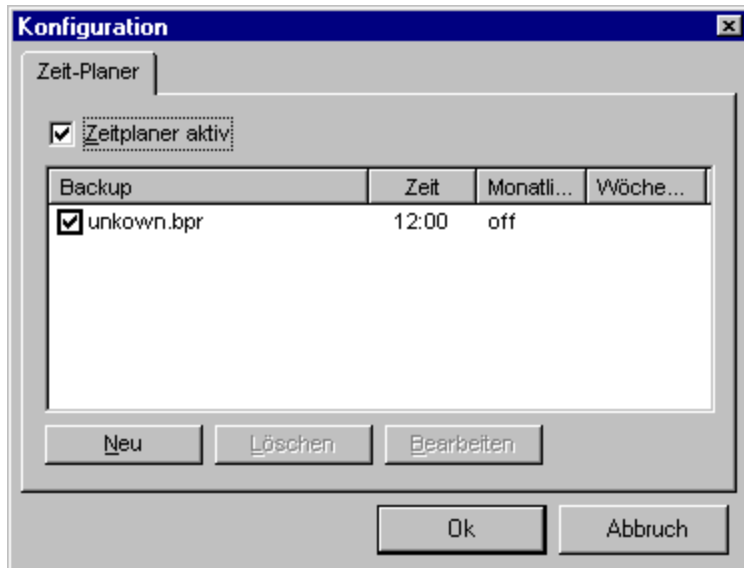 Konfiguration
Zeit-Planer
Zeitplaner aktiv
Backup Zeit Monatli... Wöche...
unkown.bpr 12:00 off
Neu Löschen Bearbeiten
Ok Abbruch